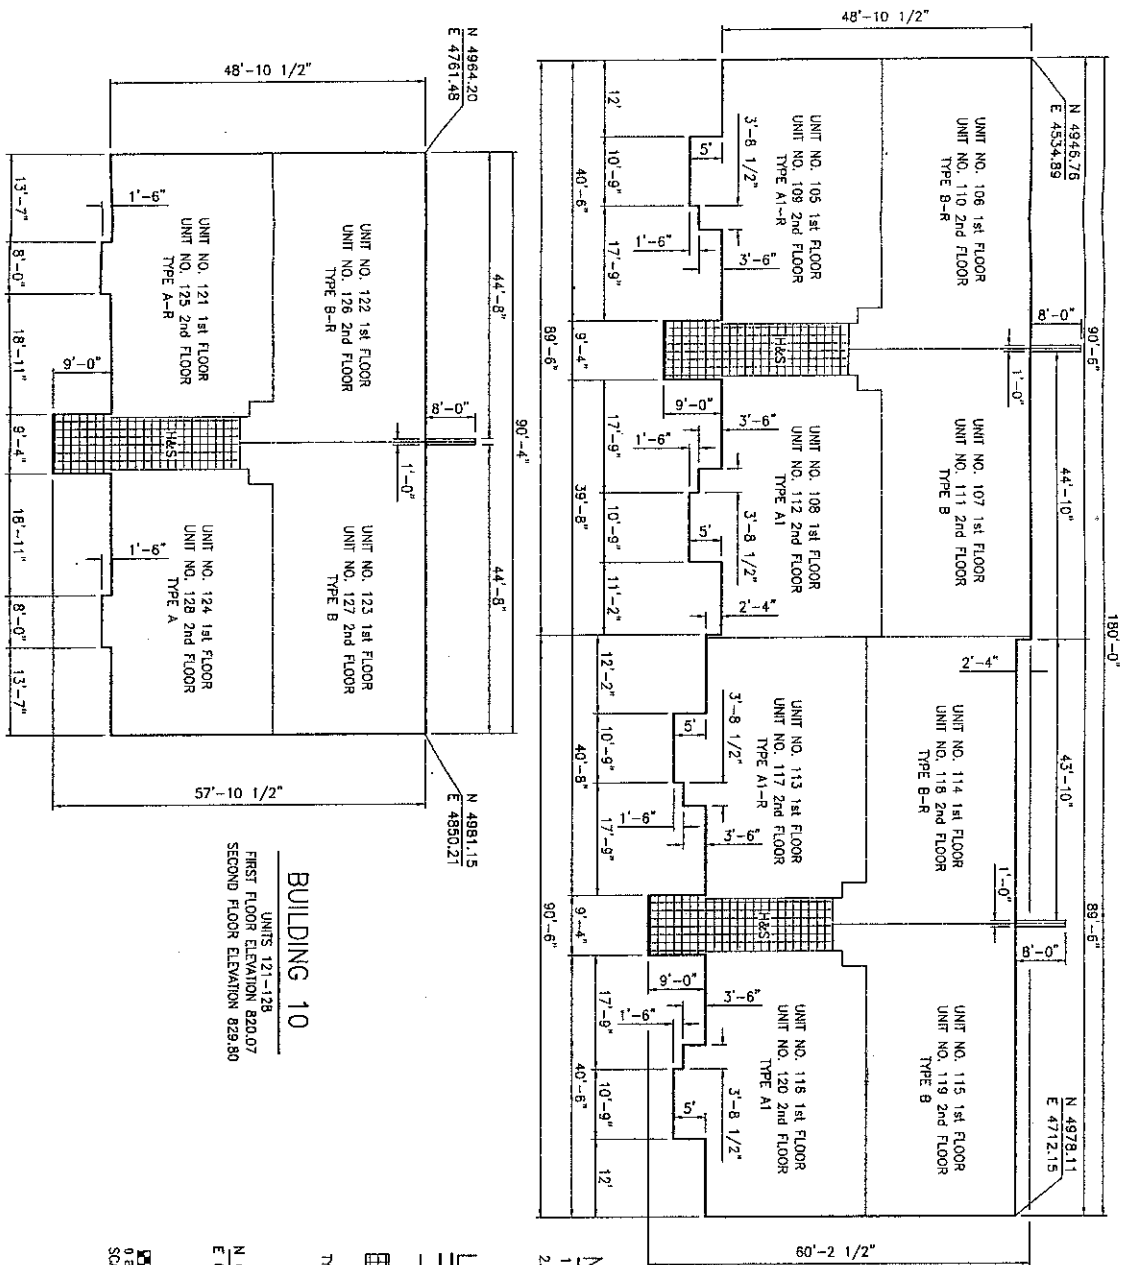 48'-10 1/2"
180'-0"
90'-6"
89'-6"
44'-10"
43'-10"
N 4946.76
E 4534.89
N 4978.11
E 4712.15
8'-0"
1'-0"
2'-4"
1'-0"
8'-0"
UNIT NO. 106 1st FLOOR
UNIT NO. 110 2nd FLOOR
TYPE B-R
UNIT NO. 107 1st FLOOR
UNIT NO. 111 2nd FLOOR
TYPE B
UNIT NO. 114 1st FLOOR
UNIT NO. 118 2nd FLOOR
TYPE B-R
UNIT NO. 115 1st FLOOR
UNIT NO. 119 2nd FLOOR
TYPE B
UNIT NO. 105 1st FLOOR
UNIT NO. 109 2nd FLOOR
TYPE A1-R
H&S
UNIT NO. 108 1st FLOOR
UNIT NO. 112 2nd FLOOR
TYPE A1
UNIT NO. 113 1st FLOOR
UNIT NO. 117 2nd FLOOR
TYPE A1-R
H&S
UNIT NO. 116 1st FLOOR
UNIT NO. 120 2nd FLOOR
TYPE A1
3'-8 1/2"
5'
1'-6"
3'-6"
9'-0"
3'-6"
1'-6"
3'-8 1/2"
5'
2'-4"
3'-8 1/2"
5'
1'-6"
3'-6"
9'-0"
3'-6"
1'-6"
3'-8 1/2"
5'
12'
10'-9"
17'-9"
17'-9"
10'-9"
11'-2"
12'-2"
10'-9"
17'-9"
17'-9"
10'-9"
12'
40'-6"
9'-4"
39'-8"
40'-8"
9'-4"
40'-6"
89'-6"
90'-6"
60'-2 1/2"
N 4964.20
E 4761.48
48'-10 1/2"
90'-4"
44'-8"
44'-8"
8'-0"
1'-0"
N 4981.15
E 4850.21
UNIT NO. 122 1st FLOOR
UNIT NO. 126 2nd FLOOR
TYPE B-R
UNIT NO. 123 1st FLOOR
UNIT NO. 127 2nd FLOOR
TYPE B
UNIT NO. 121 1st FLOOR
UNIT NO. 125 2nd FLOOR
TYPE A-R
H&S
UNIT NO. 124 1st FLOOR
UNIT NO. 128 2nd FLOOR
TYPE A
1'-6"
9'-0"
1'-6"
13'-7"
8'-0"
18'-11"
9'-4"
18'-11"
8'-0"
13'-7"
57'-10 1/2"
BUILDING 10
UNITS 121-128
FIRST FLOOR ELEVATION 820.07
SECOND FLOOR ELEVATION 829.80
N
1
2.
N
E